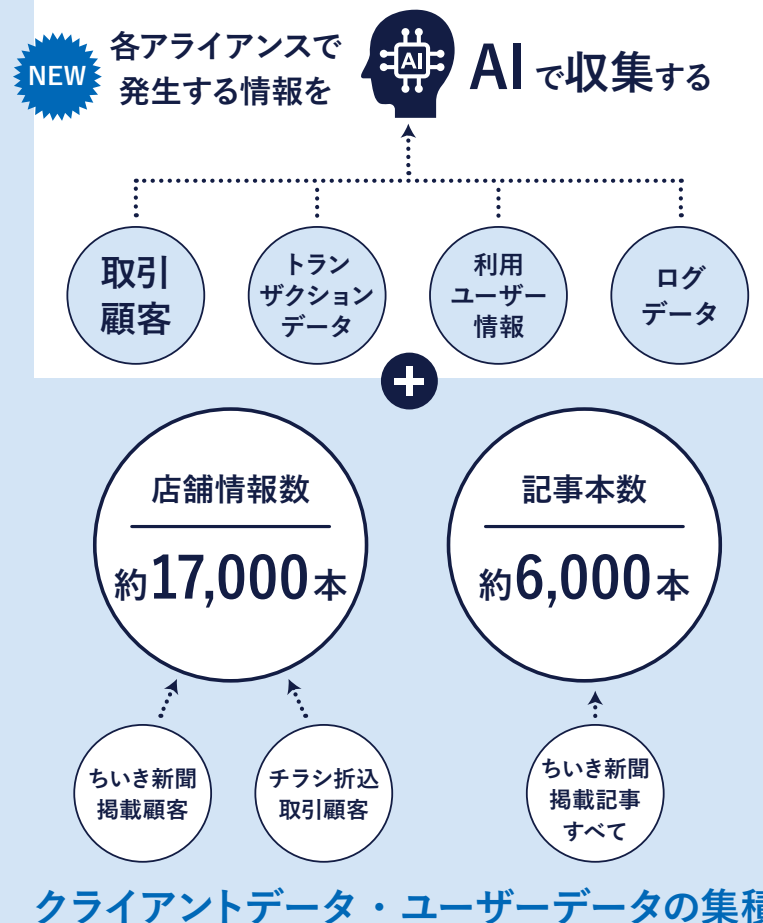 NEW
各アライアンスで
発生する情報を
AI
AIで収集する
取引
顧客
トラン
ザクション
データ
利用
ユーザー
情報
ログ
データ
店舗情報数
約17,000本
記事本数
約6,000本
ちいき新聞
掲載顧客
チラシ折込
取引顧客
ちいき新聞
掲載記事
すべて
クライアントデータ・ユーザーデータの集積